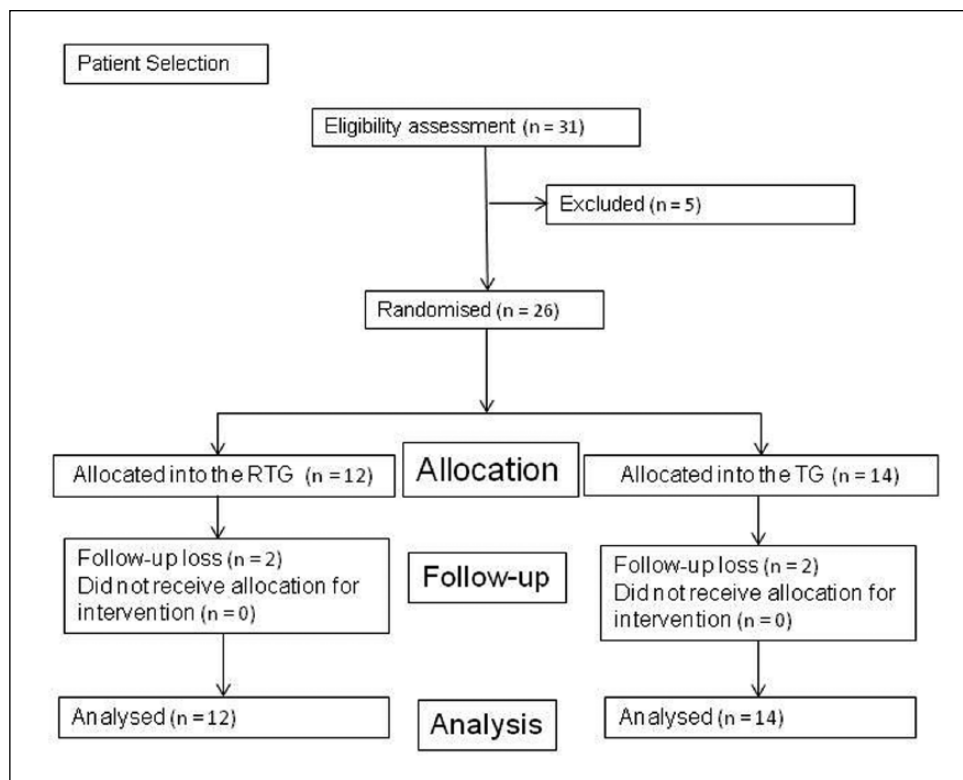 Patient Selection
Eligibility assessment (n = 31)
Excluded (n = 5)
Randomised (n = 26)
Allocated into the RTG (n = 12)
Allocation
Allocated into the TG (n = 14)
Follow-up loss (n = 2)
Did not receive allocation for
intervention (n = 0)
Follow-up
Follow-up loss (n = 2)
Did not receive allocation for
intervention (n = 0)
Analysed (n = 12)
Analysis
Analysed (n = 14)